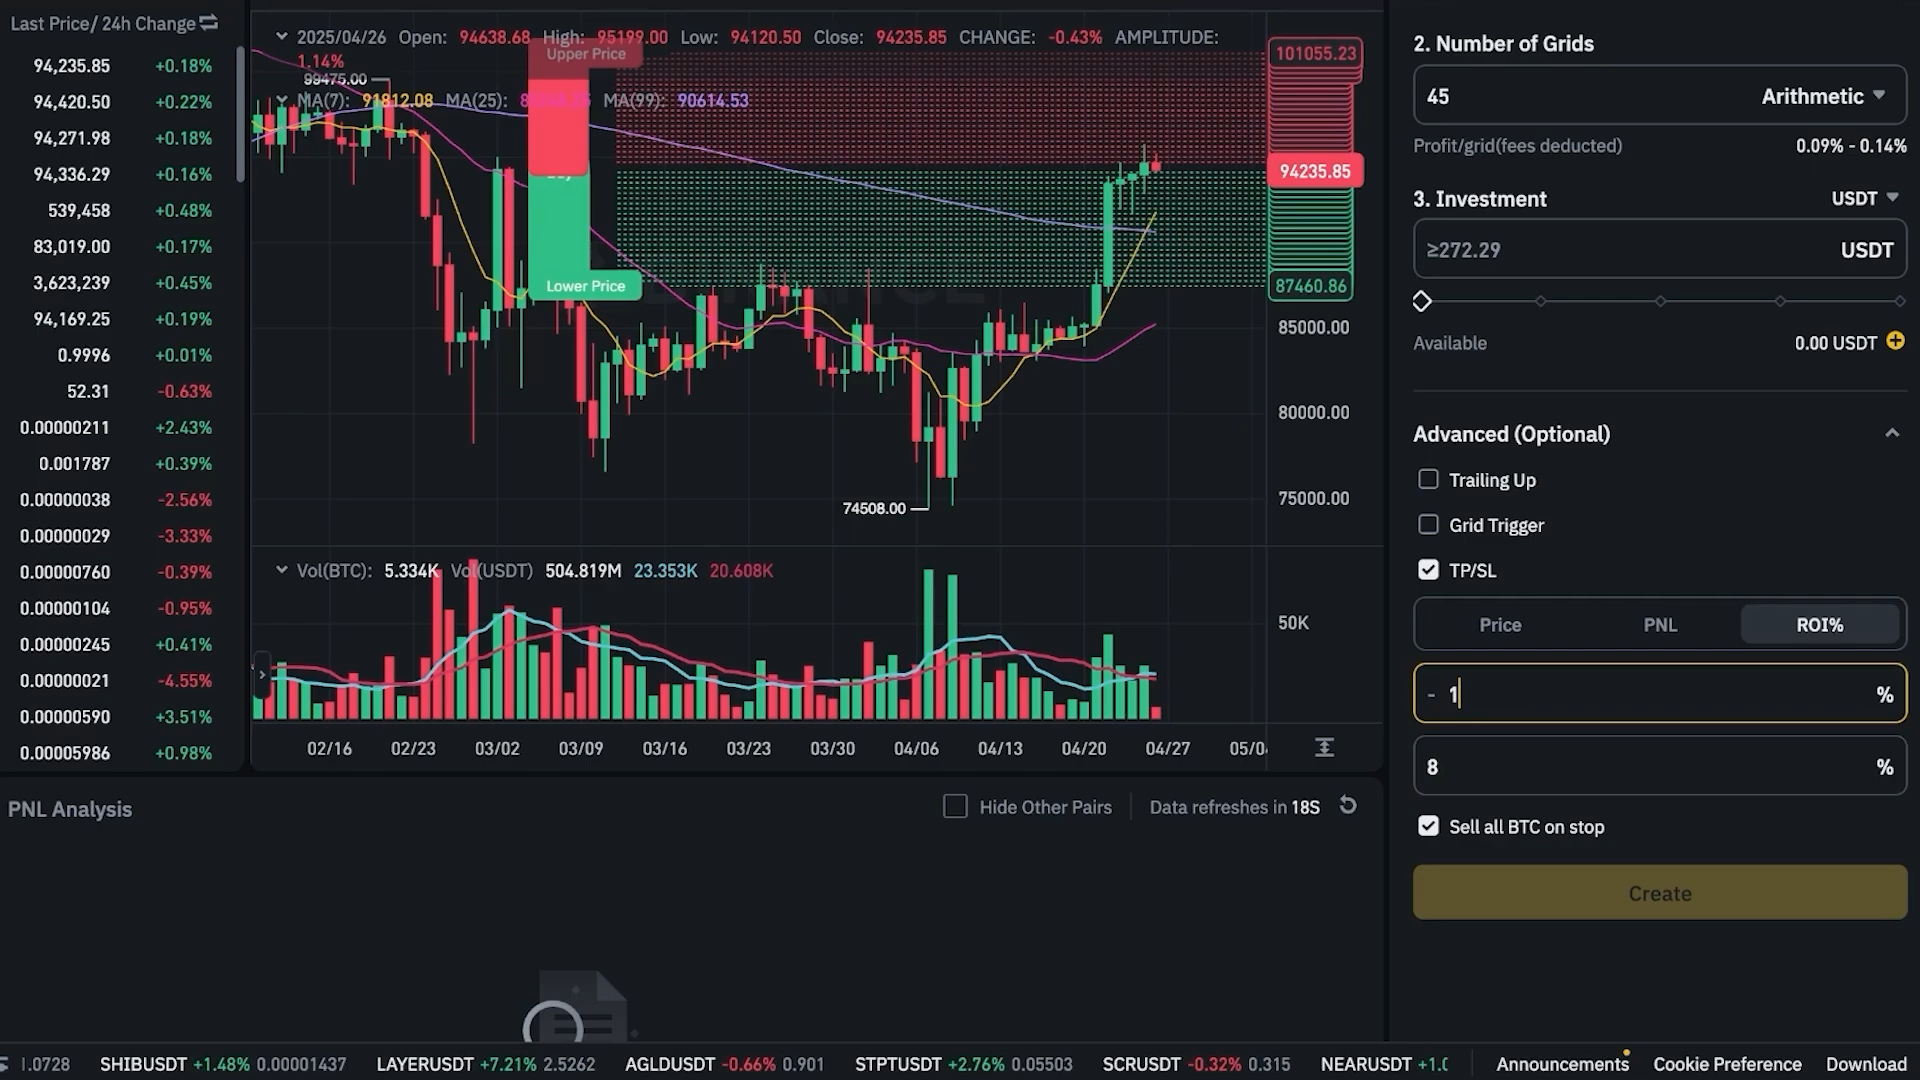 Last Price/ 24h Change
94,235.85 +0.18%
94,420.50 +0.22%
94,271.98 +0.18%
94,336.29 +0.16%
539,458 +0.48%
83,019.00 +0.17%
3,623,239 +0.45%
94,169.25 +0.19%
0.9996 +0.01%
52.31 -0.63%
0.00000211 +2.43%
0.001787 +0.39%
0.00000038 -2.56%
0.00000029 -3.33%
0.00000760 -0.39%
0.00000104 -0.95%
0.00000245 +0.41%
0.00000021 -4.55%
0.00000590 +3.51%
0.00005986 +0.98%
2025/04/26 Open: 94638.68 High: 95199.00 Low: 94120.50 Close: 94235.85 CHANGE: -0.43% AMPLITUDE:
1.14%
Upper Price
99475.00
MA(7): 91812.08 MA(25): MA(99): 90614.53
101055.23
94235.85
Lower Price
87460.86
85000.00
80000.00
75000.00
74508.00
Vol(BTC): 5.334K Vol(USDT) 504.819M 23.353K 20.608K
50K
02/16 02/23 03/02 03/09 03/16 03/23 03/30 04/06 04/13 04/20 04/27 05/04
PNL Analysis
Hide Other Pairs
Data refreshes in 18S
2. Number of Grids
45 Arithmetic
Profit/grid(fees deducted) 0.09% - 0.14%
3. Investment USDT
≥272.29 USDT
Available 0.00 USDT
Advanced (Optional)
Trailing Up
Grid Trigger
TP/SL
Price PNL ROI%
- 1 %
8 %
Sell all BTC on stop
Create
1.0728 SHIBUSDT +1.48% 0.00001437 LAYERUSDT +7.21% 2.5262 AGLDUSDT -0.66% 0.901 STPTUSDT +2.76% 0.05503 SCRUSDT -0.32% 0.315 NEARUSDT
Announcements Cookie Preference Download